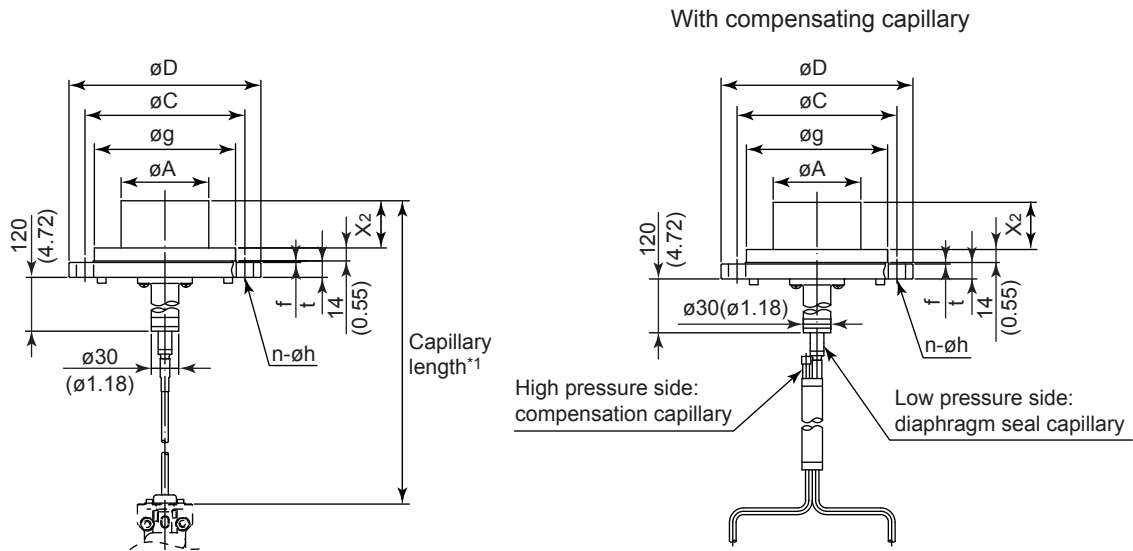 With compensating capillary
øD
øC
øg
øA
X2
120
(4.72)
f
t
14
(0.55)
ø30
(ø1.18)
n-øh
Capillary
length*1
øD
øC
øg
øA
X2
120
(4.72)
f
t
14
(0.55)
ø30(ø1.18)
n-øh
High pressure side:
compensation capillary
Low pressure side:
diaphragm seal capillary